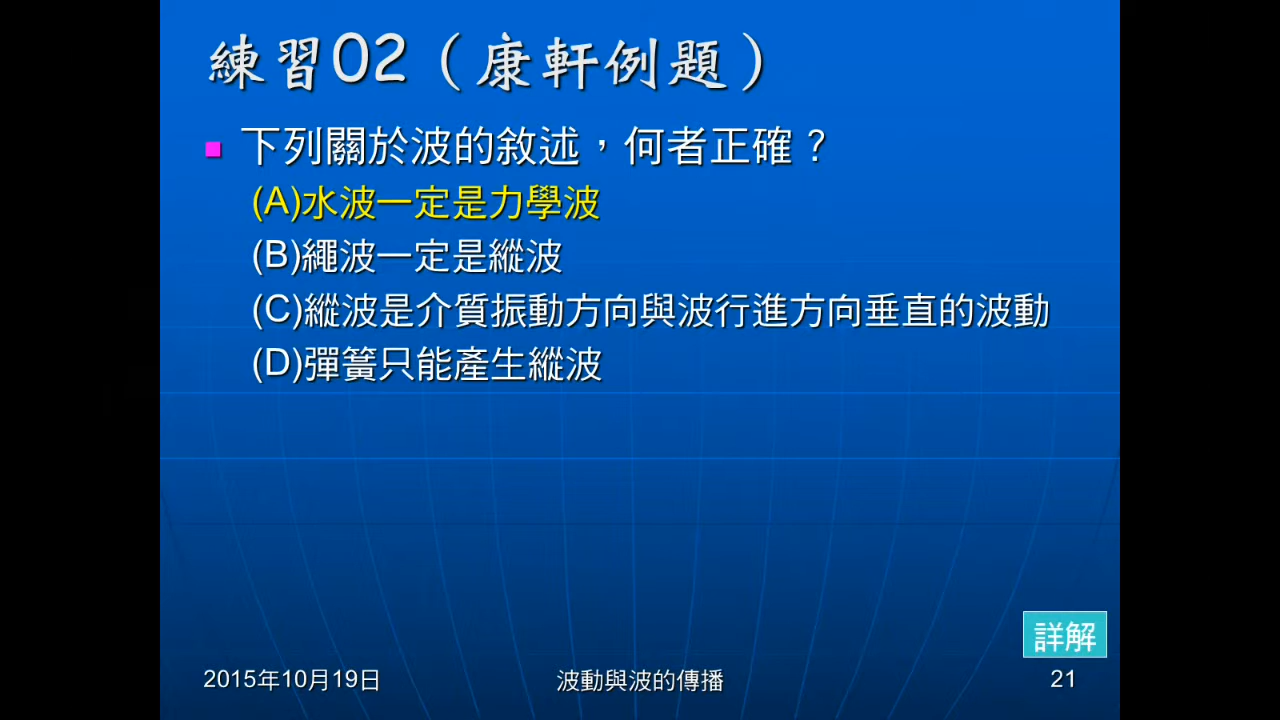 練習02（康軒例題）
下列關於波的敘述，何者正確？
(A)水波一定是力學波
(B)繩波一定是縱波
(C)縱波是介質振動方向與波行進方向垂直的波動
(D)彈簧只能產生縱波
詳解
2015年10月19日
波動與波的傳播
21